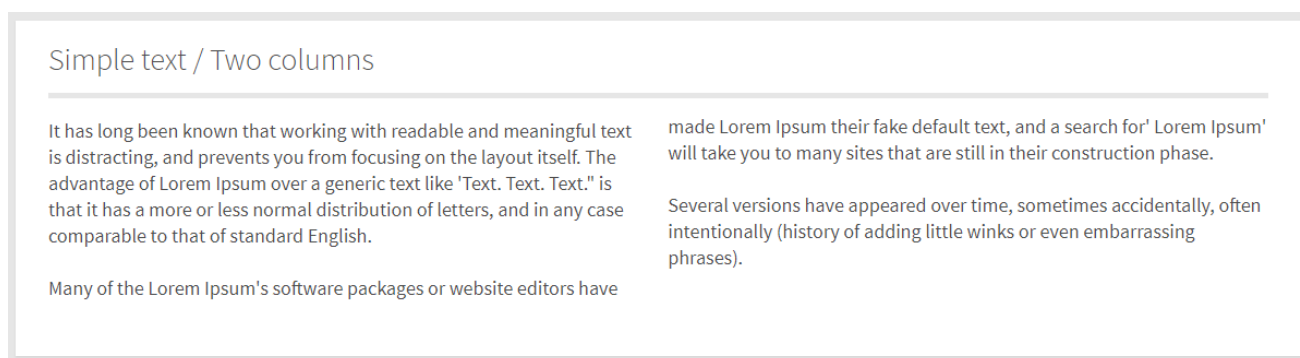 Simple text / Two columns
It has long been known that working with readable and meaningful text
is distracting, and prevents you from focusing on the layout itself. The
advantage of Lorem Ipsum over a generic text like 'Text. Text. Text." is
that it has a more or less normal distribution of letters, and in any case
comparable to that of standard English.
Many of the Lorem Ipsum's software packages or website editors have
made Lorem Ipsum their fake default text, and a search for' Lorem Ipsum'
will take you to many sites that are still in their construction phase.
Several versions have appeared over time, sometimes accidentally, often
intentionally (history of adding little winks or even embarrassing
phrases).